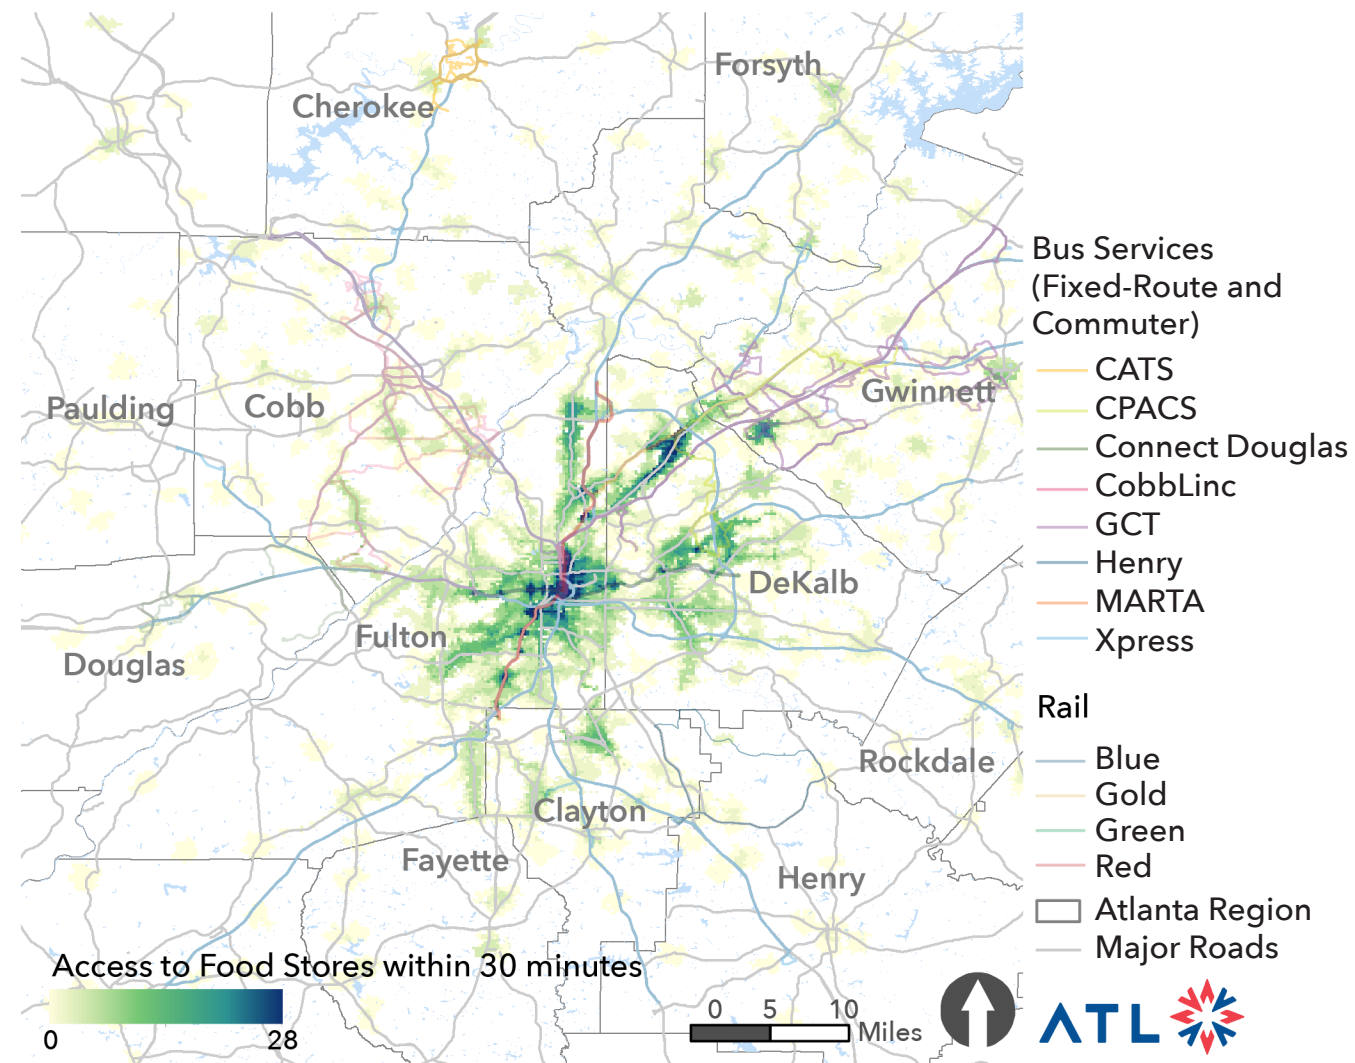 Forsyth
Cherokee
Paulding
Cobb
Gwinnett
DeKalb
Fulton
Douglas
Rockdale
Clayton
Fayette
Henry
Access to Food Stores within 30 minutes
0
28
0
5
10
Miles
Bus Services
(Fixed-Route and
Commuter)
CATS
CPACS
Connect Douglas
CobbLinc
GCT
Henry
MARTA
Xpress
Rail
Blue
Gold
Green
Red
Atlanta Region
Major Roads
ATL